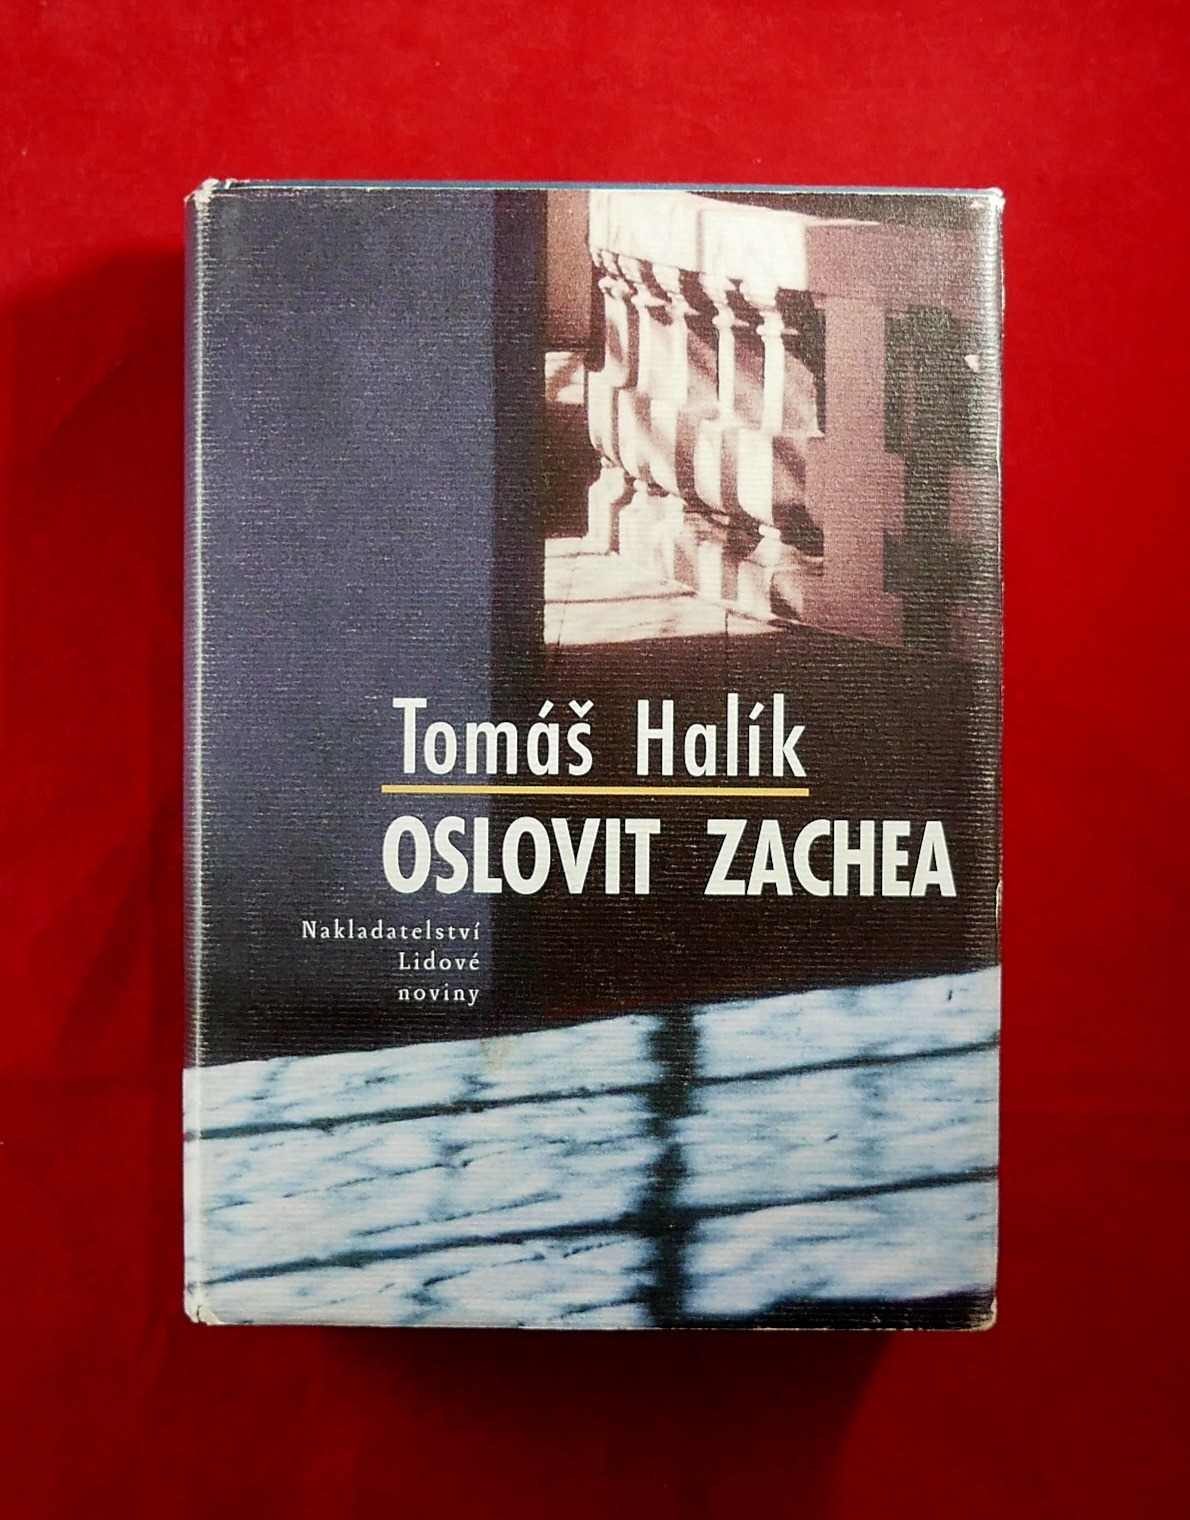 Tomáš Halík
OSLOVIT ZACHEA
Nakladatelství
Lidové
noviny